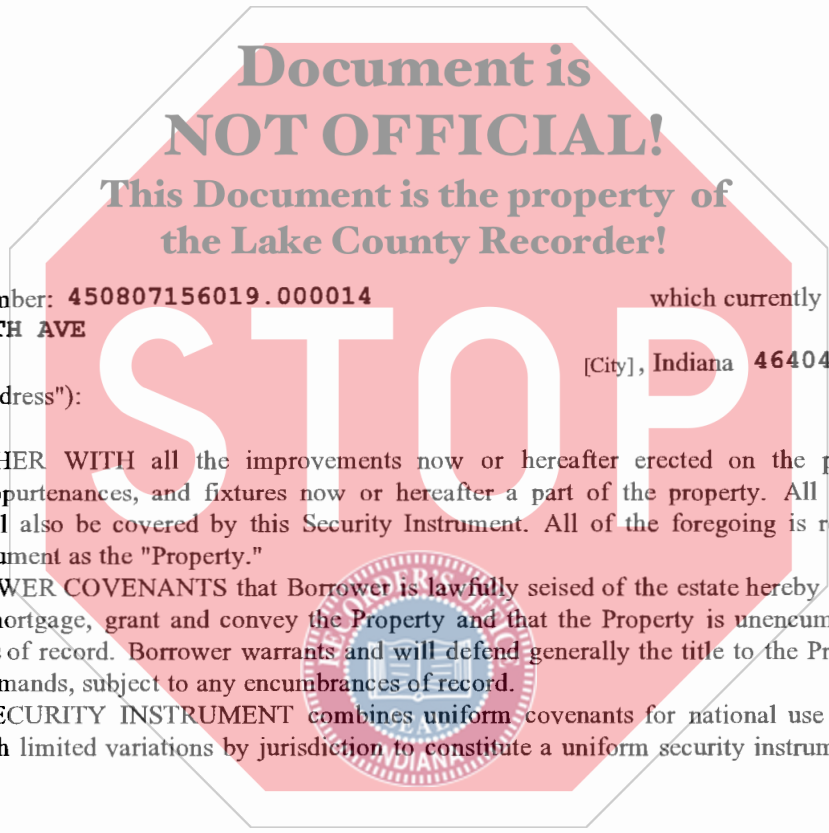 Document is
NOT OFFICIAL!
This Document is the property of
the Lake County Recorder!
mber: 450807156019.000014 which currently
TH AVE
[City], Indiana 46404
dress"):
STOP
HER WITH all the improvements now or hereafter erected on the p
purtenances, and fixtures now or hereafter a part of the property. All
l also be covered by this Security Instrument. All of the foregoing is r
ument as the "Property."
WER COVENANTS that Borrower is lawfully seised of the estate hereby
ortgage, grant and convey the Property and that the Property is unencum
of record. Borrower warrants and will defend generally the title to the Pr
mands, subject to any encumbrances of record.
ECURITY INSTRUMENT combines uniform covenants for national use
h limited variations by jurisdiction to constitute a uniform security instrum
RECORDER'S OFFICE
SEAL
INDIANA